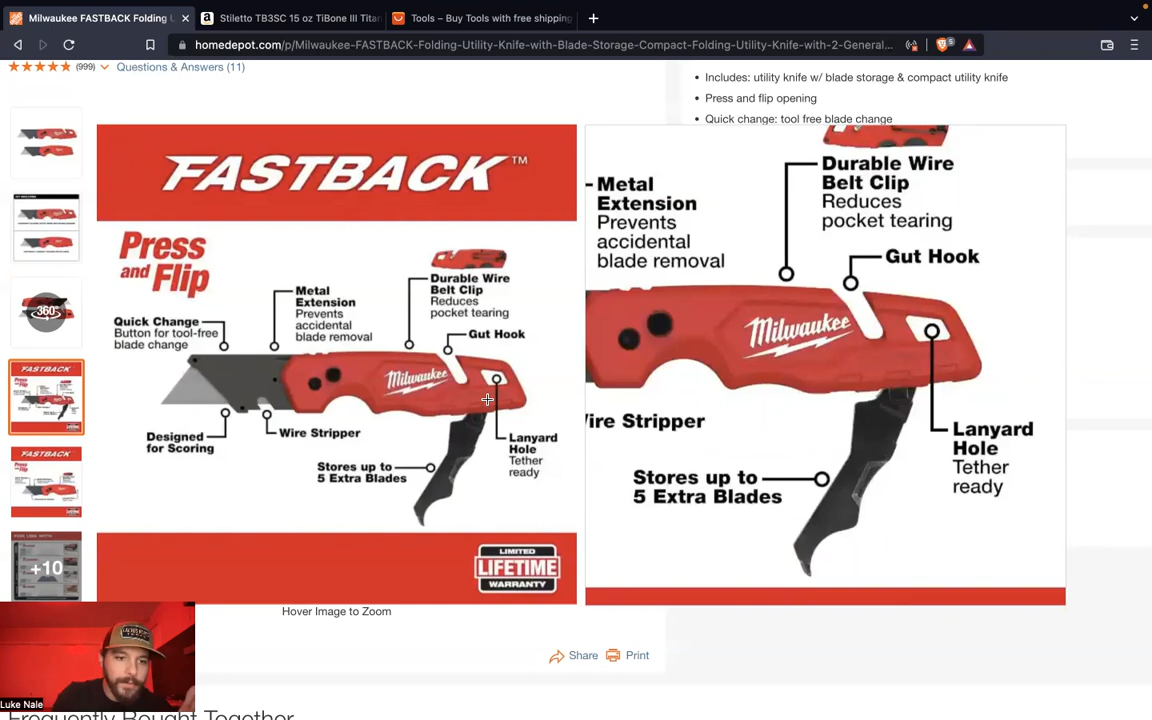 Milwaukee FASTBACK Folding U
Stiletto TB3SC 15 oz TiBone III Titan
Tools – Buy Tools with free shipping
homedepot.com/p/Milwaukee-FASTBACK-Folding-Utility-Knife-with-Blade-Storage-Compact-Folding-Utility-Knife-with-2-General...
(999)
Questions & Answers (11)
Includes: utility knife w/ blade storage & compact utility knife
Press and flip opening
Quick change: tool free blade change
FASTBACK™
Press
and Flip
Quick Change
Button for tool-free
blade change
Metal
Extension
Prevents
accidental
blade removal
Durable Wire
Belt Clip
Reduces
pocket tearing
Gut Hook
Milwaukee
Designed
for Scoring
Wire Stripper
Stores up to
5 Extra Blades
Lanyard
Hole
Tether
ready
LIMITED
LIFETIME
WARRANTY
Metal
Extension
Prevents
accidental
blade removal
Durable Wire
Belt Clip
Reduces
pocket tearing
Gut Hook
Milwaukee
ire Stripper
Stores up to
5 Extra Blades
Lanyard
Hole
Tether
ready
360°
FASTBACK
FASTBACK
+10
Hover Image to Zoom
Share
Print
Luke Nale
Frequently Bought Together